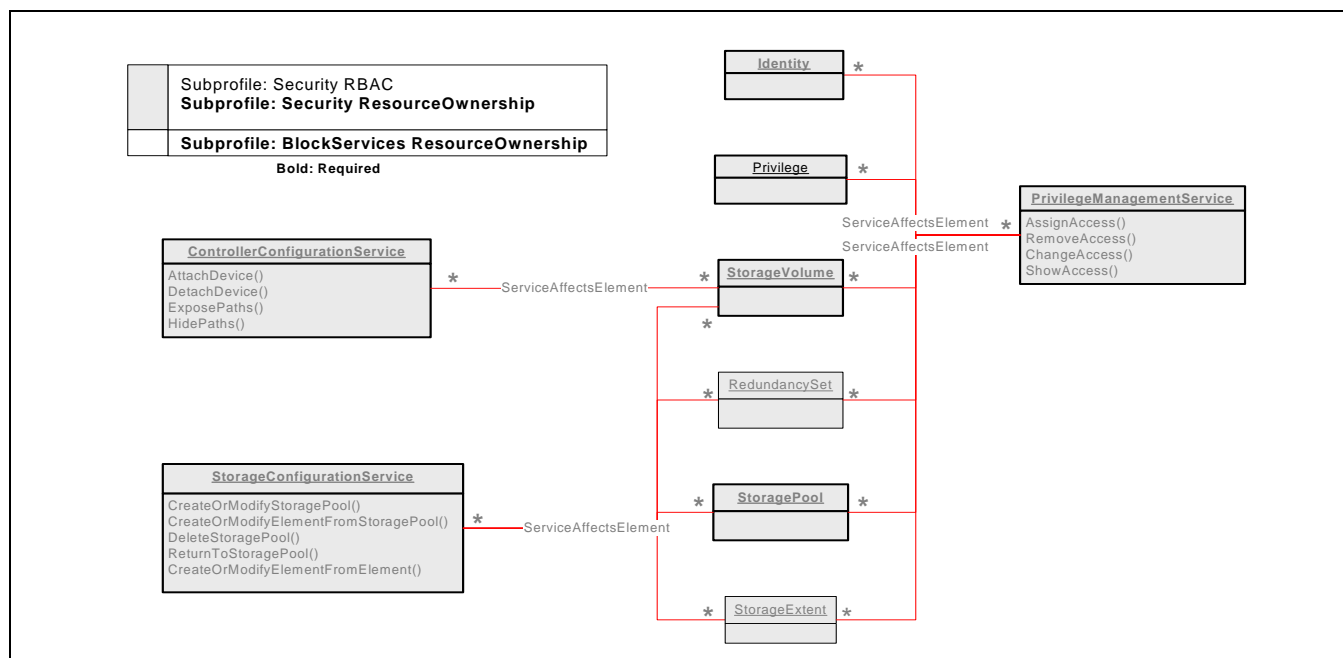 Subprofile: Security RBAC
Subprofile: Security ResourceOwnership
Subprofile: BlockServices ResourceOwnership
Bold: Required
Identity
*
Privilege
*
PrivilegeManagementService
AssignAccess()
RemoveAccess()
ChangeAccess()
ShowAccess()
ServiceAffectsElement
*
ServiceAffectsElement
ControllerConfigurationService
AttachDevice()
DetachDevice()
ExposePaths()
HidePaths()
*
ServiceAffectsElement
*
StorageVolume
*
*
RedundancySet
*
*
StorageConfigurationService
CreateOrModifyStoragePool()
CreateOrModifyElementFromStoragePool()
DeleteStoragePool()
ReturnToStoragePool()
CreateOrModifyElementFromElement()
*
ServiceAffectsElement
*
StoragePool
*
*
StorageExtent
*